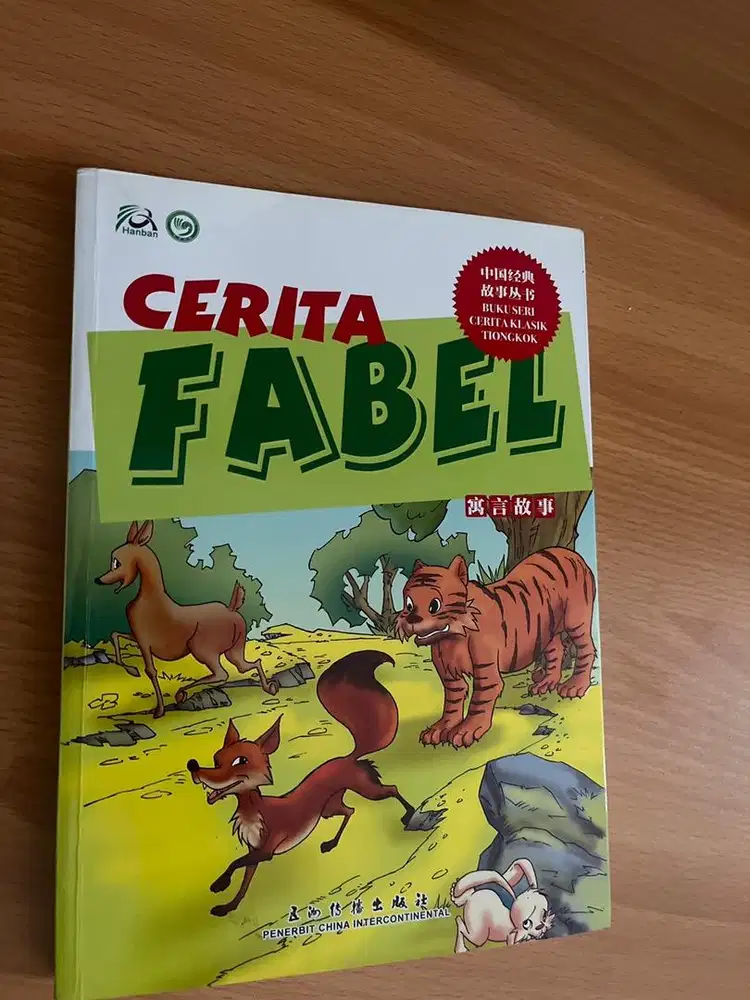 Hanban
中国经典
故事丛书
BUKU SERI
CERITA KLASIK
TIONGKOK
CERITA
FABEL
寓言故事
五洲传播出版社
PENERBIT CHINA INTERCONTINENTAL